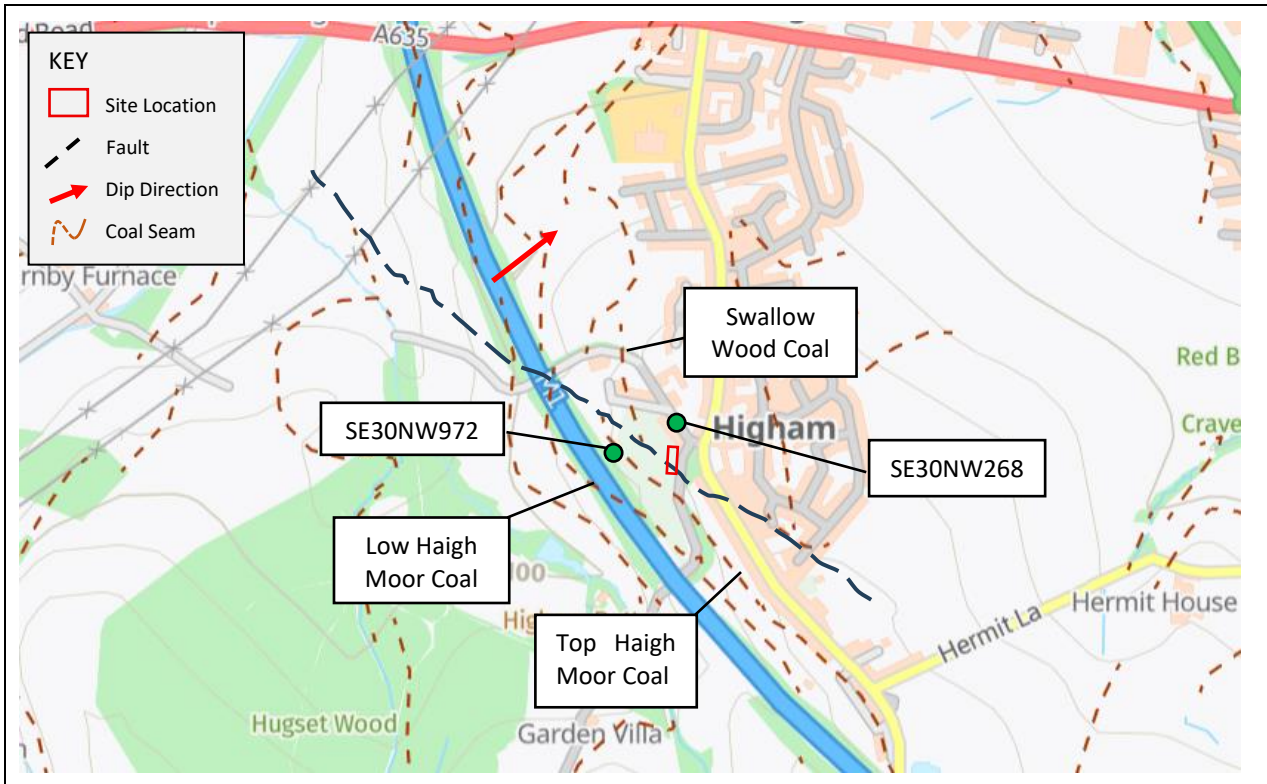 A635
KEY
Site Location
Fault
Dip Direction
Coal Seam
rnby Furnace
Swallow
Wood Coal
Red B
SE30NW972
M1
Higham
Crave
SE30NW268
Low Haigh
Moor Coal
Top Haigh
Moor Coal
Hermit House
Hermit La
Hugset Wood
Garden Villa